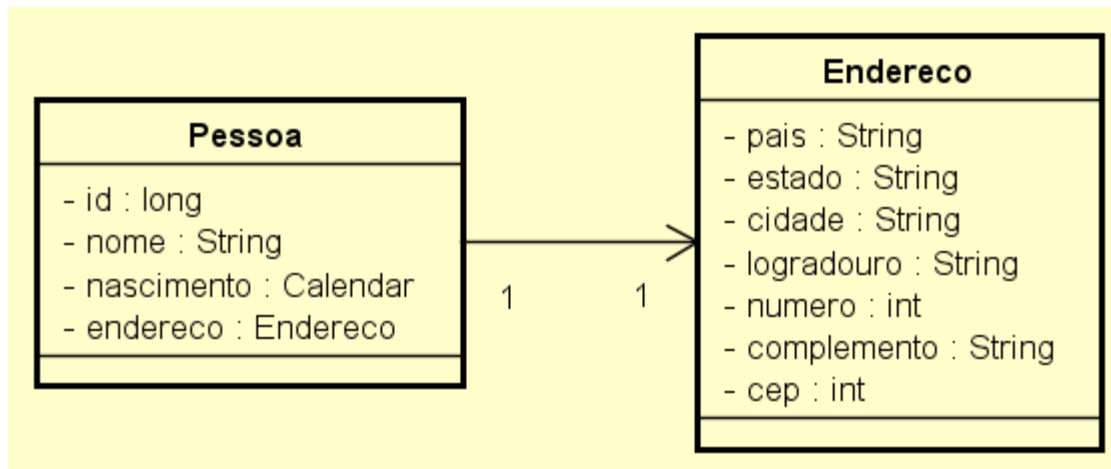 Pessoa
- id : long
- nome : String
- nascimento : Calendar
- endereco : Endereco
1
1
Endereco
- pais : String
- estado : String
- cidade : String
- logradouro : String
- numero : int
- complemento : String
- cep : int